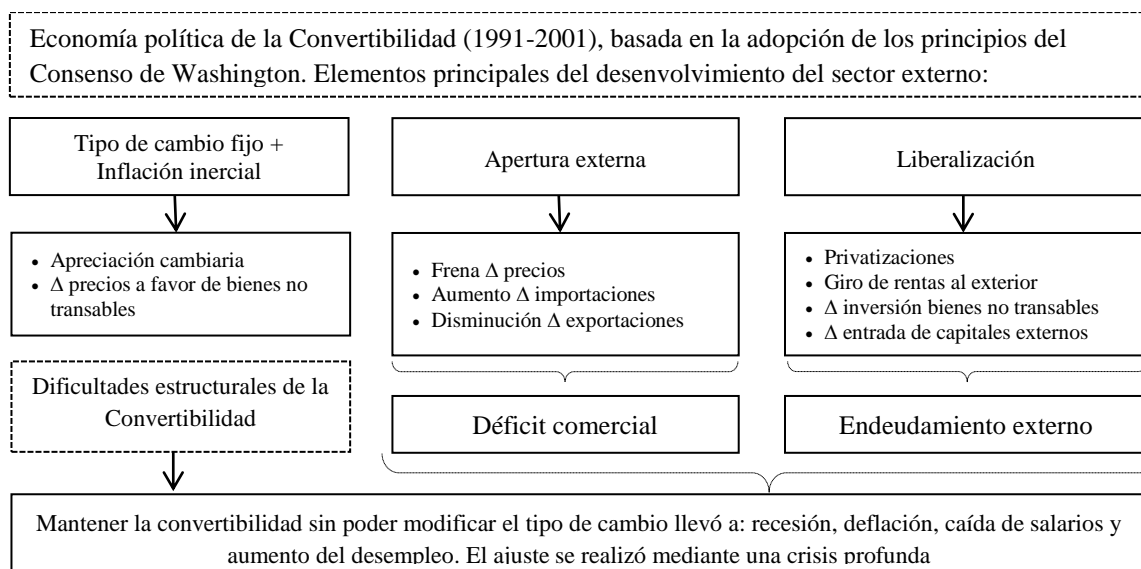 Economía política de la Convertibilidad (1991-2001), basada en la adopción de los principios del
Consenso de Washington. Elementos principales del desenvolvimiento del sector externo:
Tipo de cambio fijo +
Inflación inercial
Apertura externa
Liberalización
• Apreciación cambiaria
• Δ precios a favor de bienes no
transables
• Frena Δ precios
• Aumento Δ importaciones
• Disminución Δ exportaciones
• Privatizaciones
• Giro de rentas al exterior
• Δ inversión bienes no transables
• Δ entrada de capitales externos
Dificultades estructurales de la
Convertibilidad
Déficit comercial
Endeudamiento externo
Mantener la convertibilidad sin poder modificar el tipo de cambio llevó a: recesión, deflación, caída de salarios y
aumento del desempleo. El ajuste se realizó mediante una crisis profunda